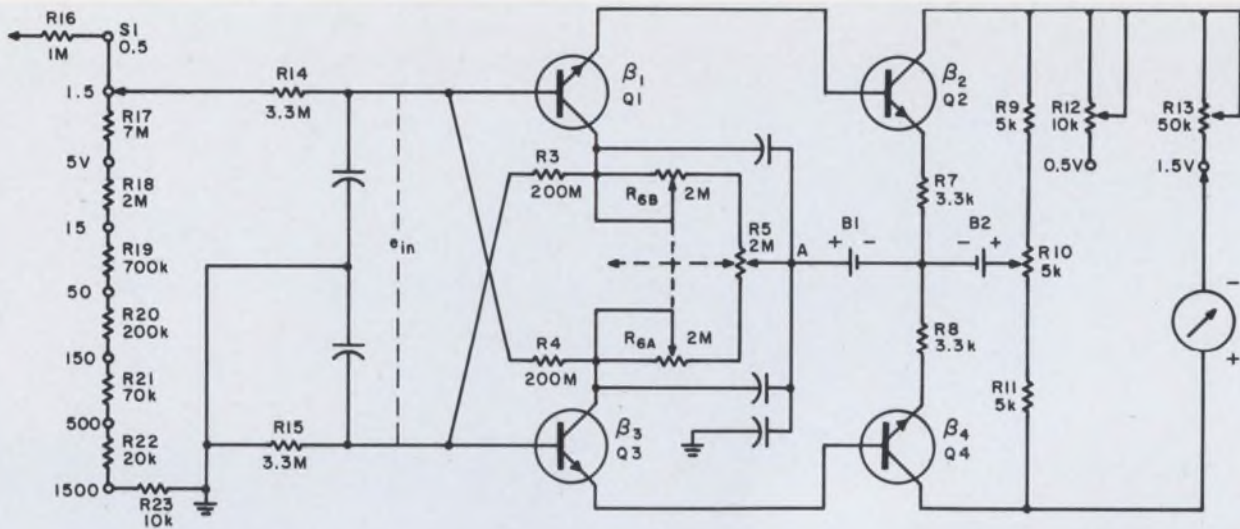 R16
1M
S1
0.5
1.5
R17
7M
5V
R18
2M
15
R19
700k
50
R20
200k
150
R21
70k
500
R22
20k
1500
R23
10k
R14
3.3M
R15
3.3M
e in
R3
200M
R4
200M
β1
Q1
R6B
2M
R5
2M
A
R6A
2M
β3
Q3
B1
+ -
β2
Q2
R7
3.3k
B2
- +
R8
3.3k
β4
Q4
R9
5k
R10
5k
R11
5k
R12
10k
0.5V
R13
50k
1.5V
-
+